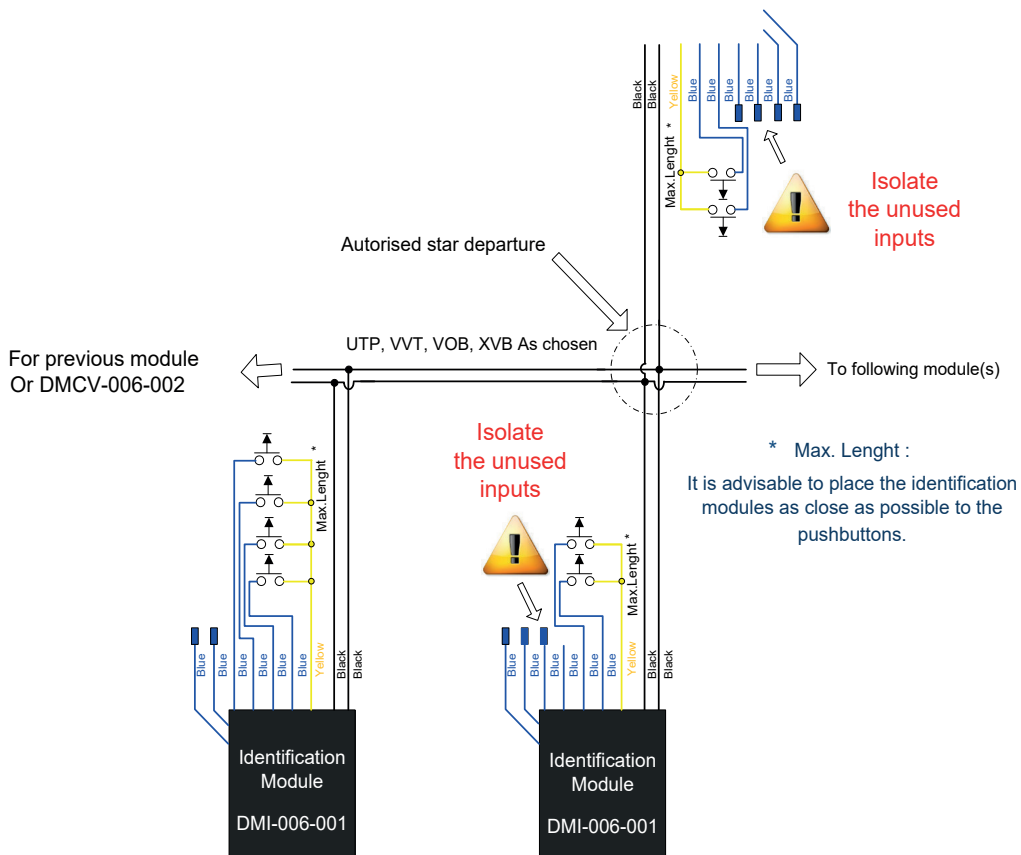 Black
Black
Yellow
Blue
Blue
Blue
Blue
Blue
Blue
Max.Lenght *
Isolate
the unused
inputs
Autorised star departure
UTP, VVT, VOB, XVB As chosen
For previous module
Or DMCV-006-002
To following module(s)
* Max. Lenght :
It is advisable to place the identification
modules as close as possible to the
pushbuttons.
Isolate
the unused
inputs
Max.Lenght *
Max.Lenght *
Blue
Blue
Blue
Blue
Blue
Blue
Yellow
Black
Black
Blue
Blue
Blue
Blue
Blue
Blue
Yellow
Black
Black
Identification
Module
DMI-006-001
Identification
Module
DMI-006-001